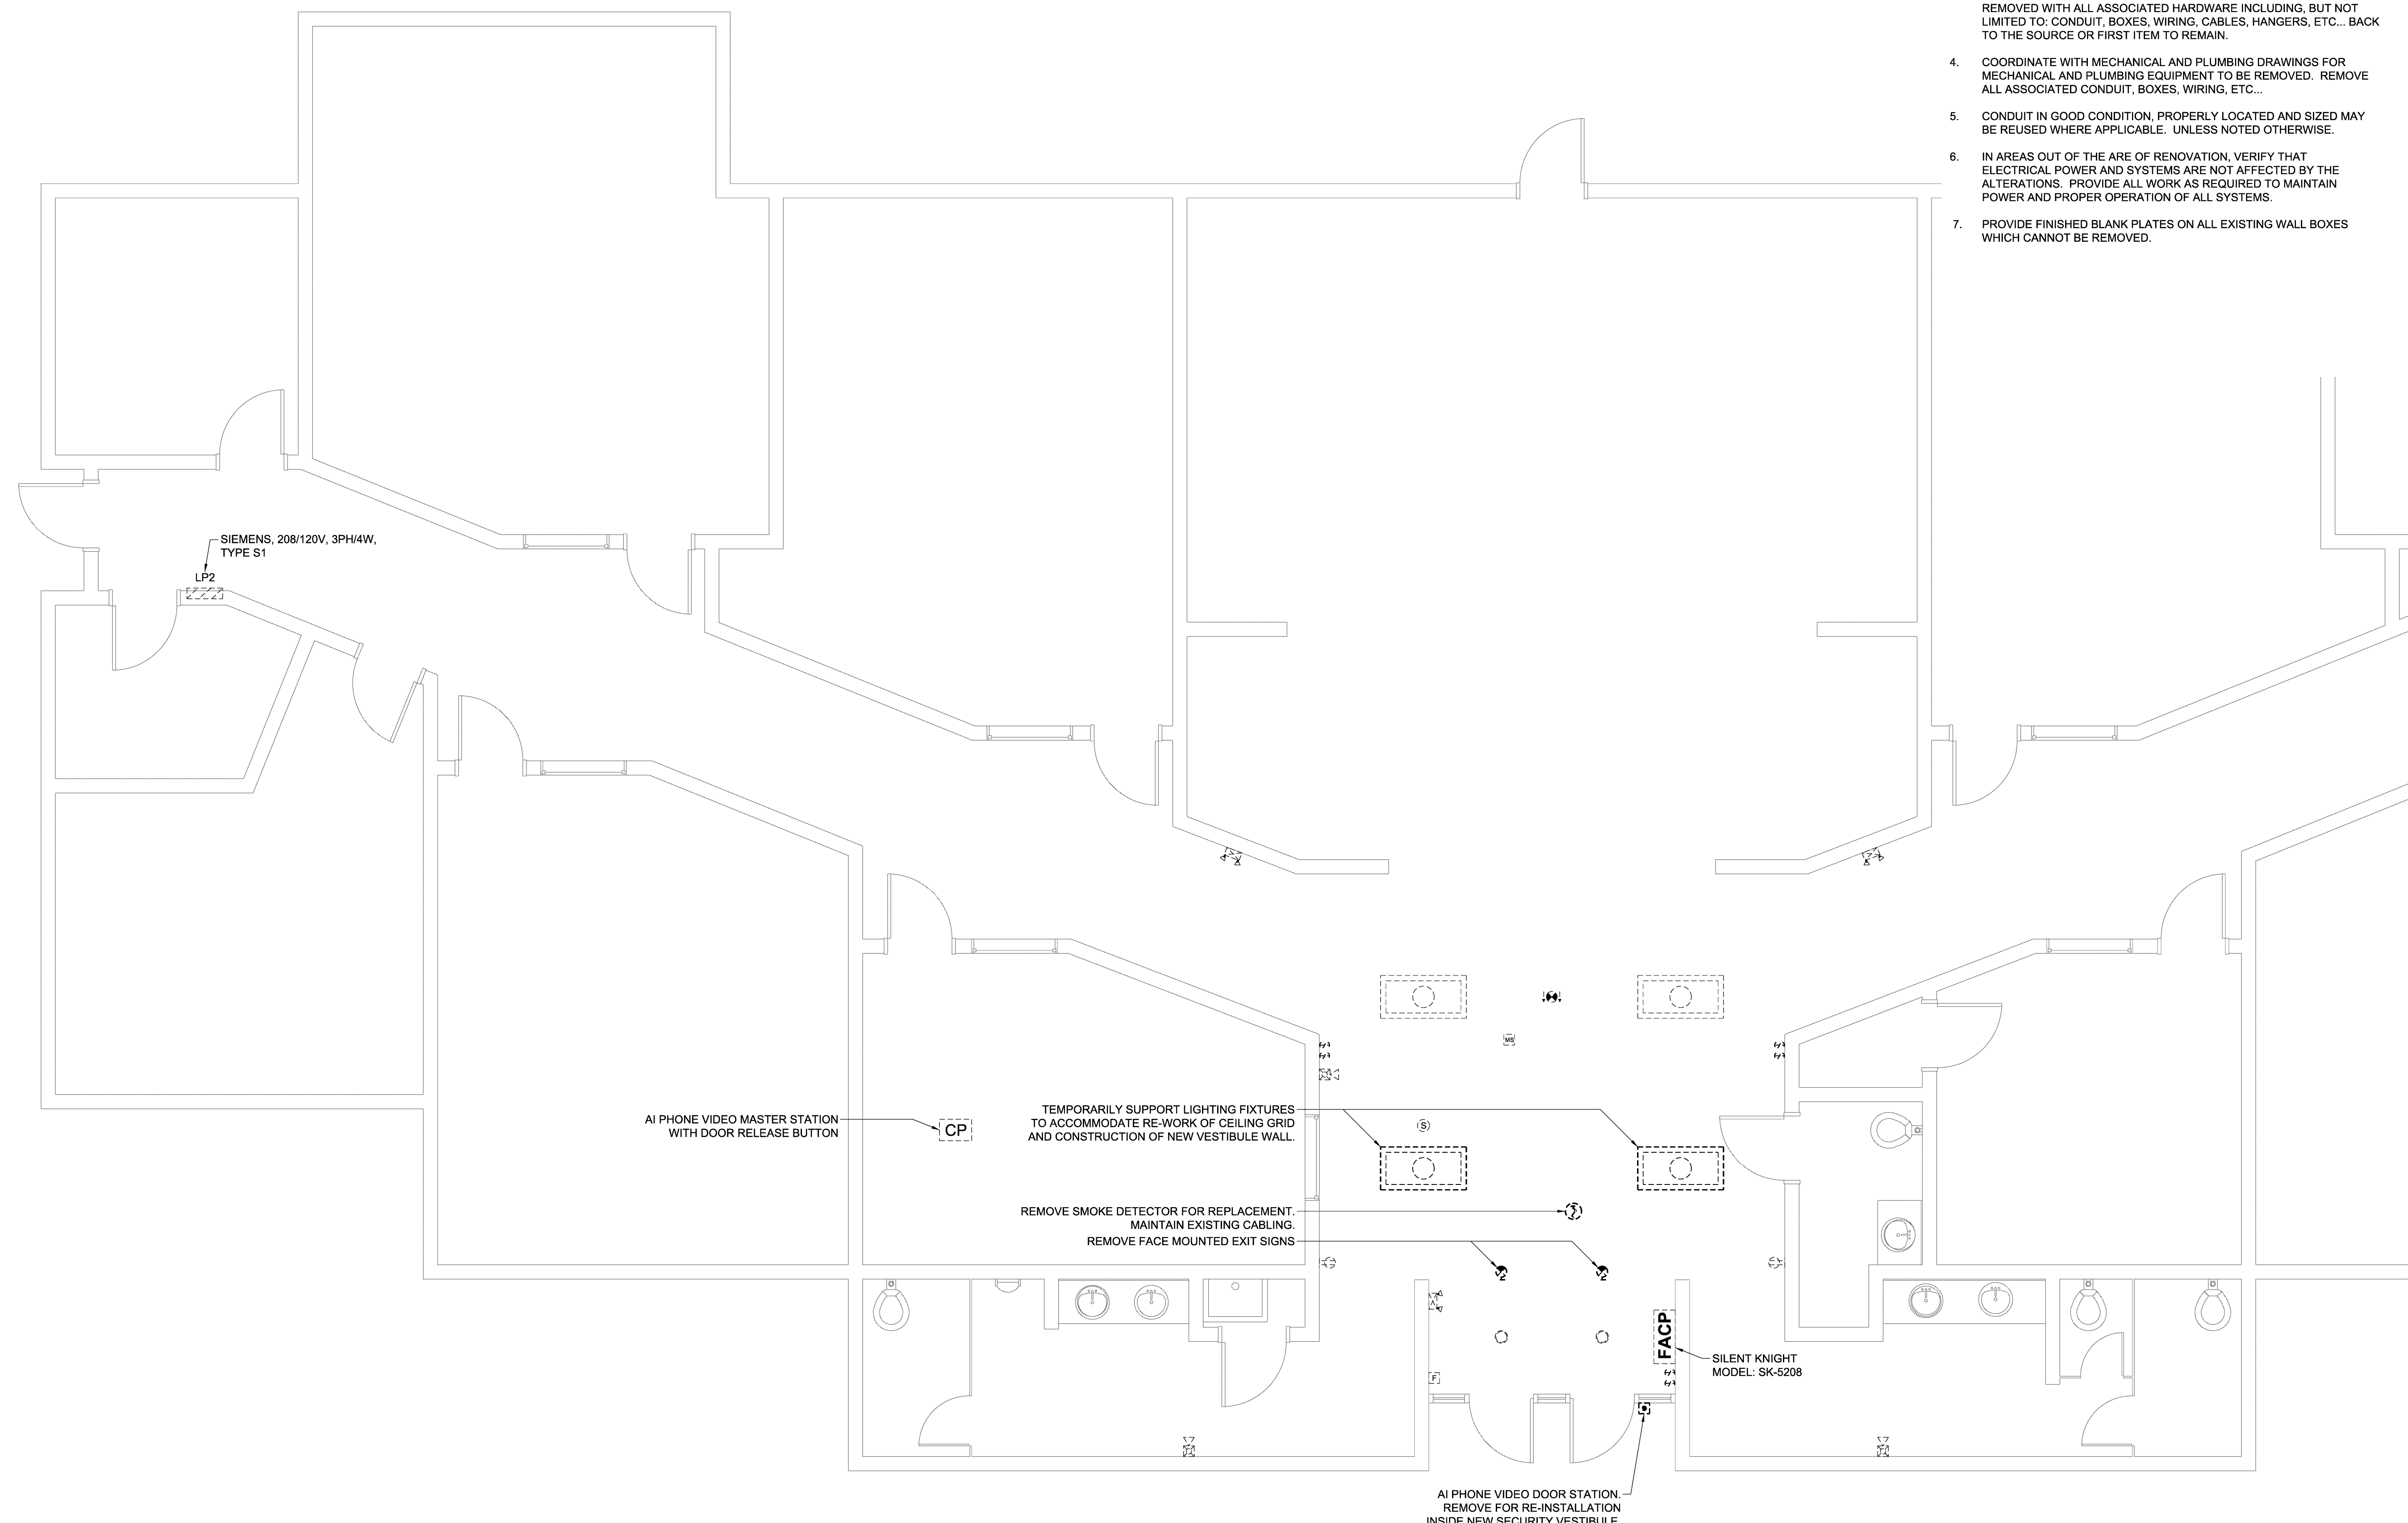 REMOVED WITH ALL ASSOCIATED HARDWARE INCLUDING, BUT NOT
LIMITED TO: CONDUIT, BOXES, WIRING, CABLES, HANGERS, ETC... BACK
TO THE SOURCE OR FIRST ITEM TO REMAIN.
4. COORDINATE WITH MECHANICAL AND PLUMBING DRAWINGS FOR
MECHANICAL AND PLUMBING EQUIPMENT TO BE REMOVED. REMOVE
ALL ASSOCIATED CONDUIT, BOXES, WIRING, ETC...
5. CONDUIT IN GOOD CONDITION, PROPERLY LOCATED AND SIZED MAY
BE REUSED WHERE APPLICABLE. UNLESS NOTED OTHERWISE.
6. IN AREAS OUT OF THE ARE OF RENOVATION, VERIFY THAT
ELECTRICAL POWER AND SYSTEMS ARE NOT AFFECTED BY THE
ALTERATIONS. PROVIDE ALL WORK AS REQUIRED TO MAINTAIN
POWER AND PROPER OPERATION OF ALL SYSTEMS.
7. PROVIDE FINISHED BLANK PLATES ON ALL EXISTING WALL BOXES
WHICH CANNOT BE REMOVED.
SIEMENS, 208/120V, 3PH/4W,
TYPE S1
LP2
MS
AI PHONE VIDEO MASTER STATION
WITH DOOR RELEASE BUTTON
CP
TEMPORARILY SUPPORT LIGHTING FIXTURES
TO ACCOMMODATE RE-WORK OF CEILING GRID
AND CONSTRUCTION OF NEW VESTIBULE WALL.
S
REMOVE SMOKE DETECTOR FOR REPLACEMENT.
MAINTAIN EXISTING CABLING.
REMOVE FACE MOUNTED EXIT SIGNS
2
2
FACP
SILENT KNIGHT
MODEL: SK-5208
F
AI PHONE VIDEO DOOR STATION.
REMOVE FOR RE-INSTALLATION
INSIDE NEW SECURITY VESTIBULE.